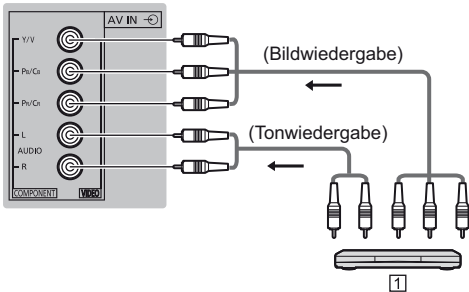 AV IN
Y/V
PB/CB
PR/CR
L
AUDIO
R
COMPONENT
VIDEO
(Bildwiedergabe)
(Tonwiedergabe)
1